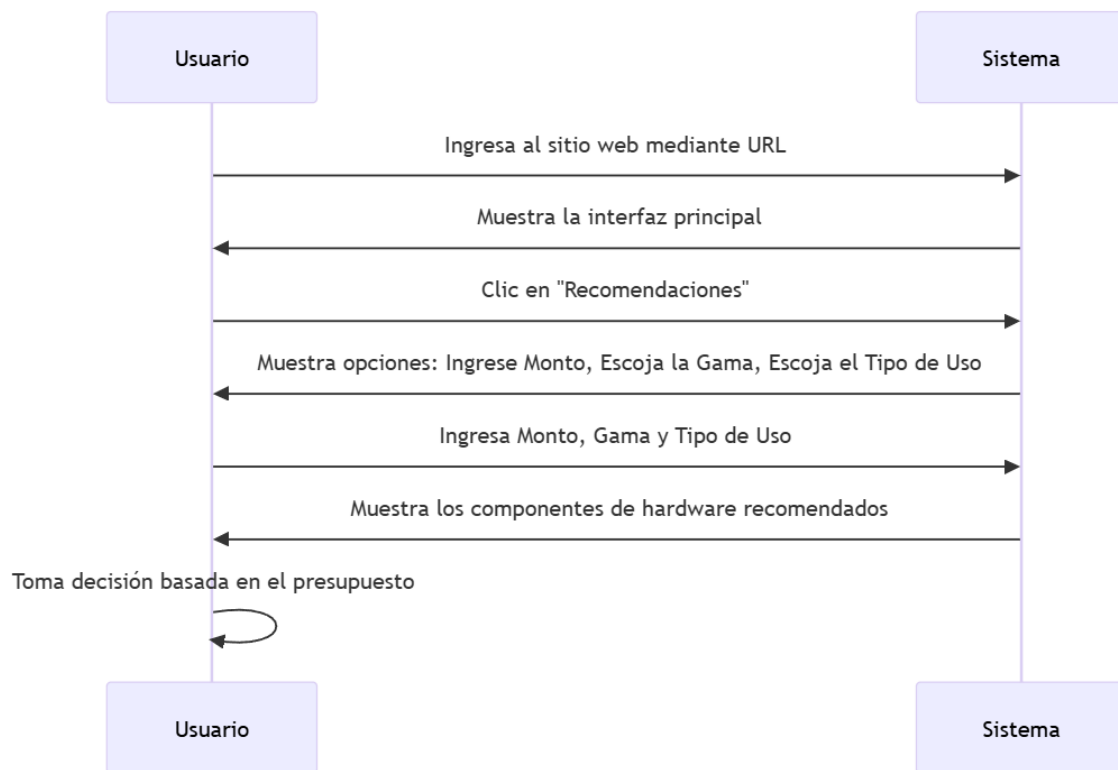 Usuario
Sistema
Ingresa al sitio web mediante URL
Muestra la interfaz principal
Clic en "Recomendaciones"
Muestra opciones: Ingrese Monto, Escoja la Gama, Escoja el Tipo de Uso
Ingresa Monto, Gama y Tipo de Uso
Muestra los componentes de hardware recomendados
Toma decisión basada en el presupuesto
Usuario
Sistema